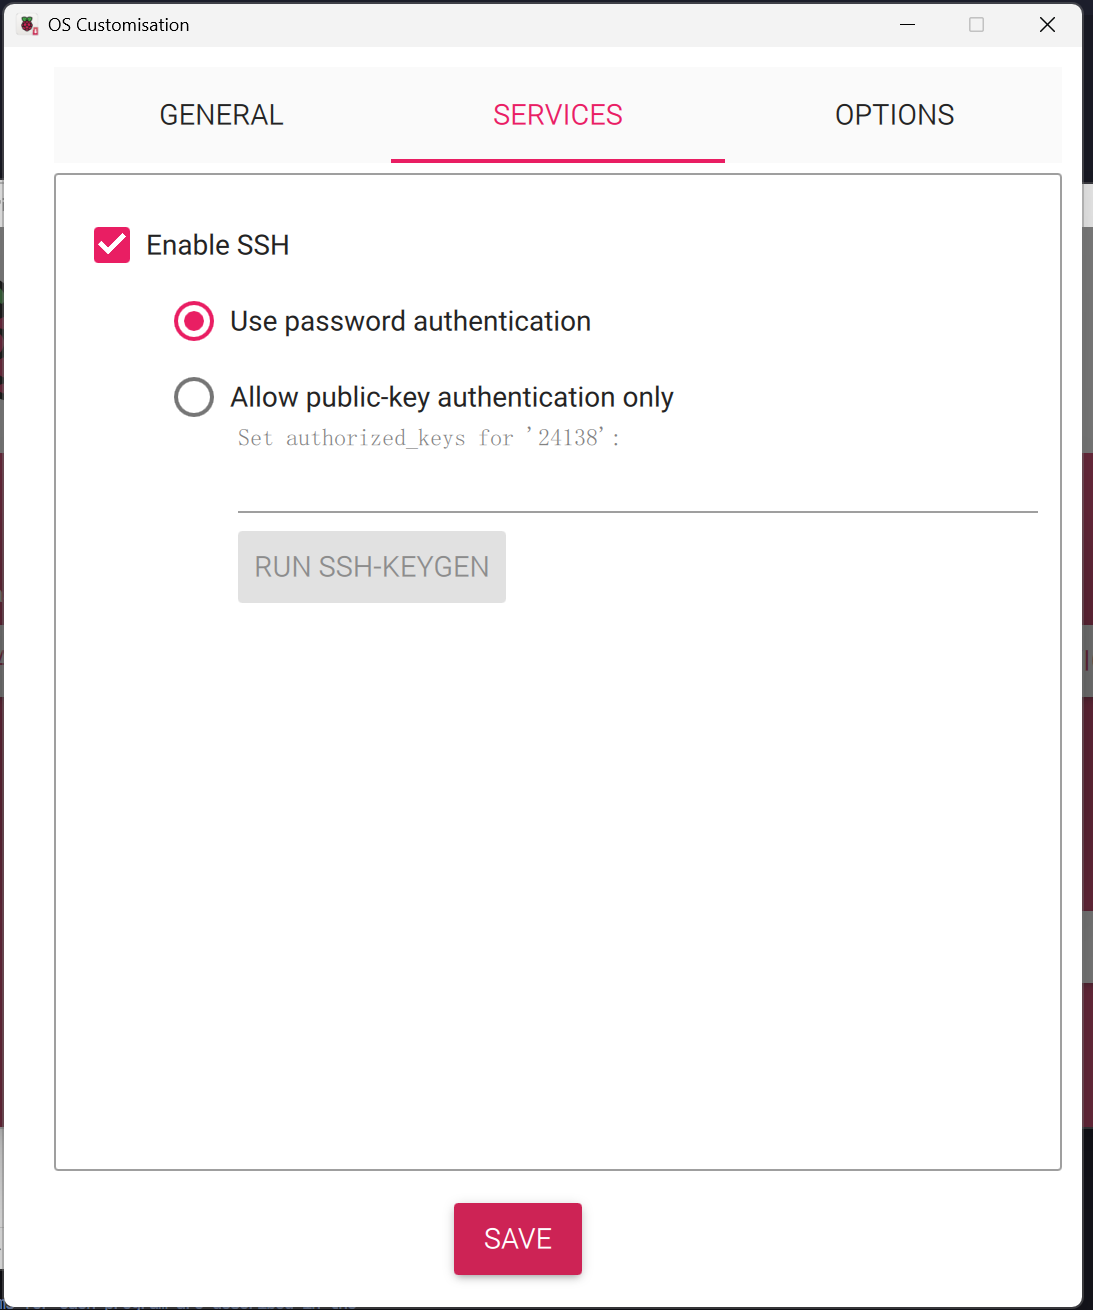 OS Customisation
GENERAL
SERVICES
OPTIONS
Enable SSH
Use password authentication
Allow public-key authentication only
Set authorized_keys for '24138':
RUN SSH-KEYGEN
SAVE